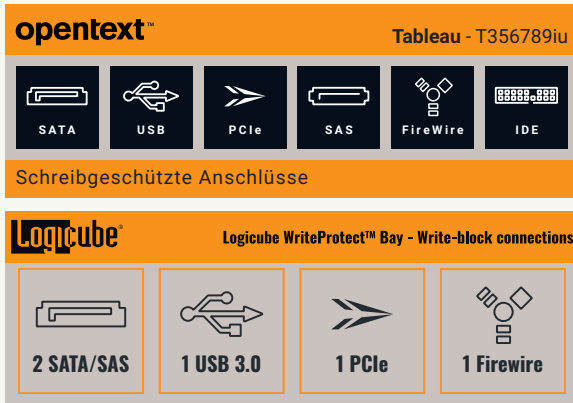 opentext™
Tableau - T356789iu
SATA USB PCIe SAS FireWire IDE
Schreibgeschützte Anschlüsse
Logicube®
Logicube WriteProtect™ Bay - Write-block connections
2 SATA/SAS 1 USB 3.0 1 PCIe 1 Firewire